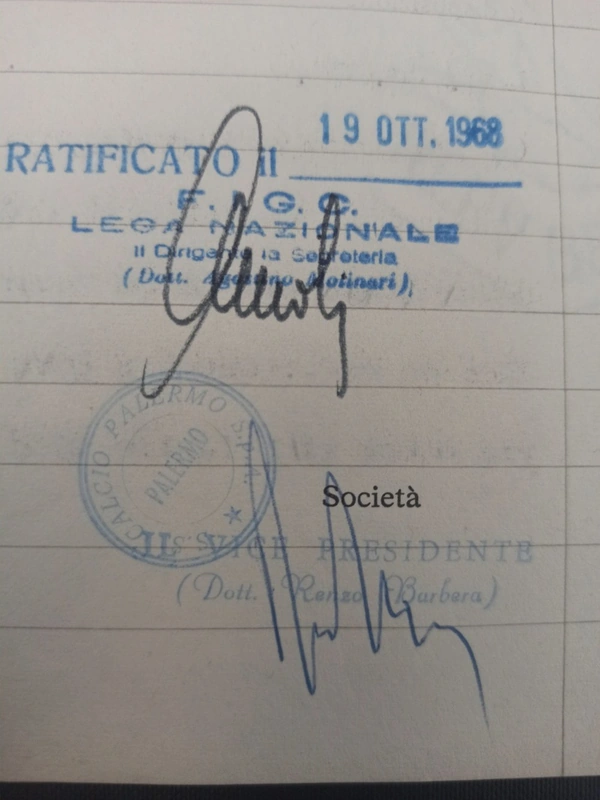 19 OTT. 1968
RATIFICATO il
F. I. G. C.
LEGA NAZIONALE
Il Dirigente la Segreteria
(Dott. Agostino Molinari)
CALCIO PALERMO S.p.A.
PALERMO
Società
IL VICE PRESIDENTE
(Dott. Renzo Barbera)